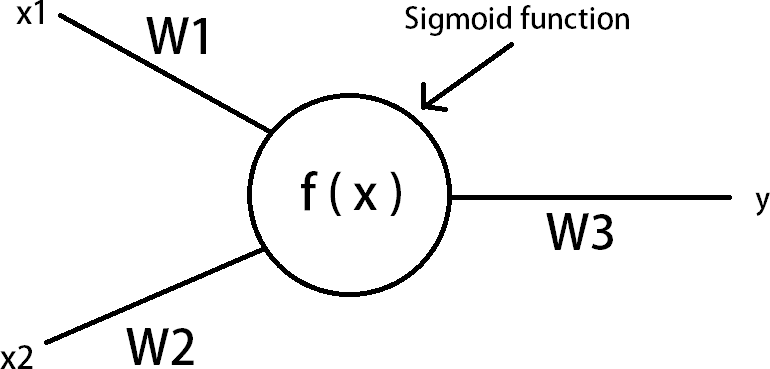 x1
W1
Sigmoid function
f ( x )
y
W3
W2
x2